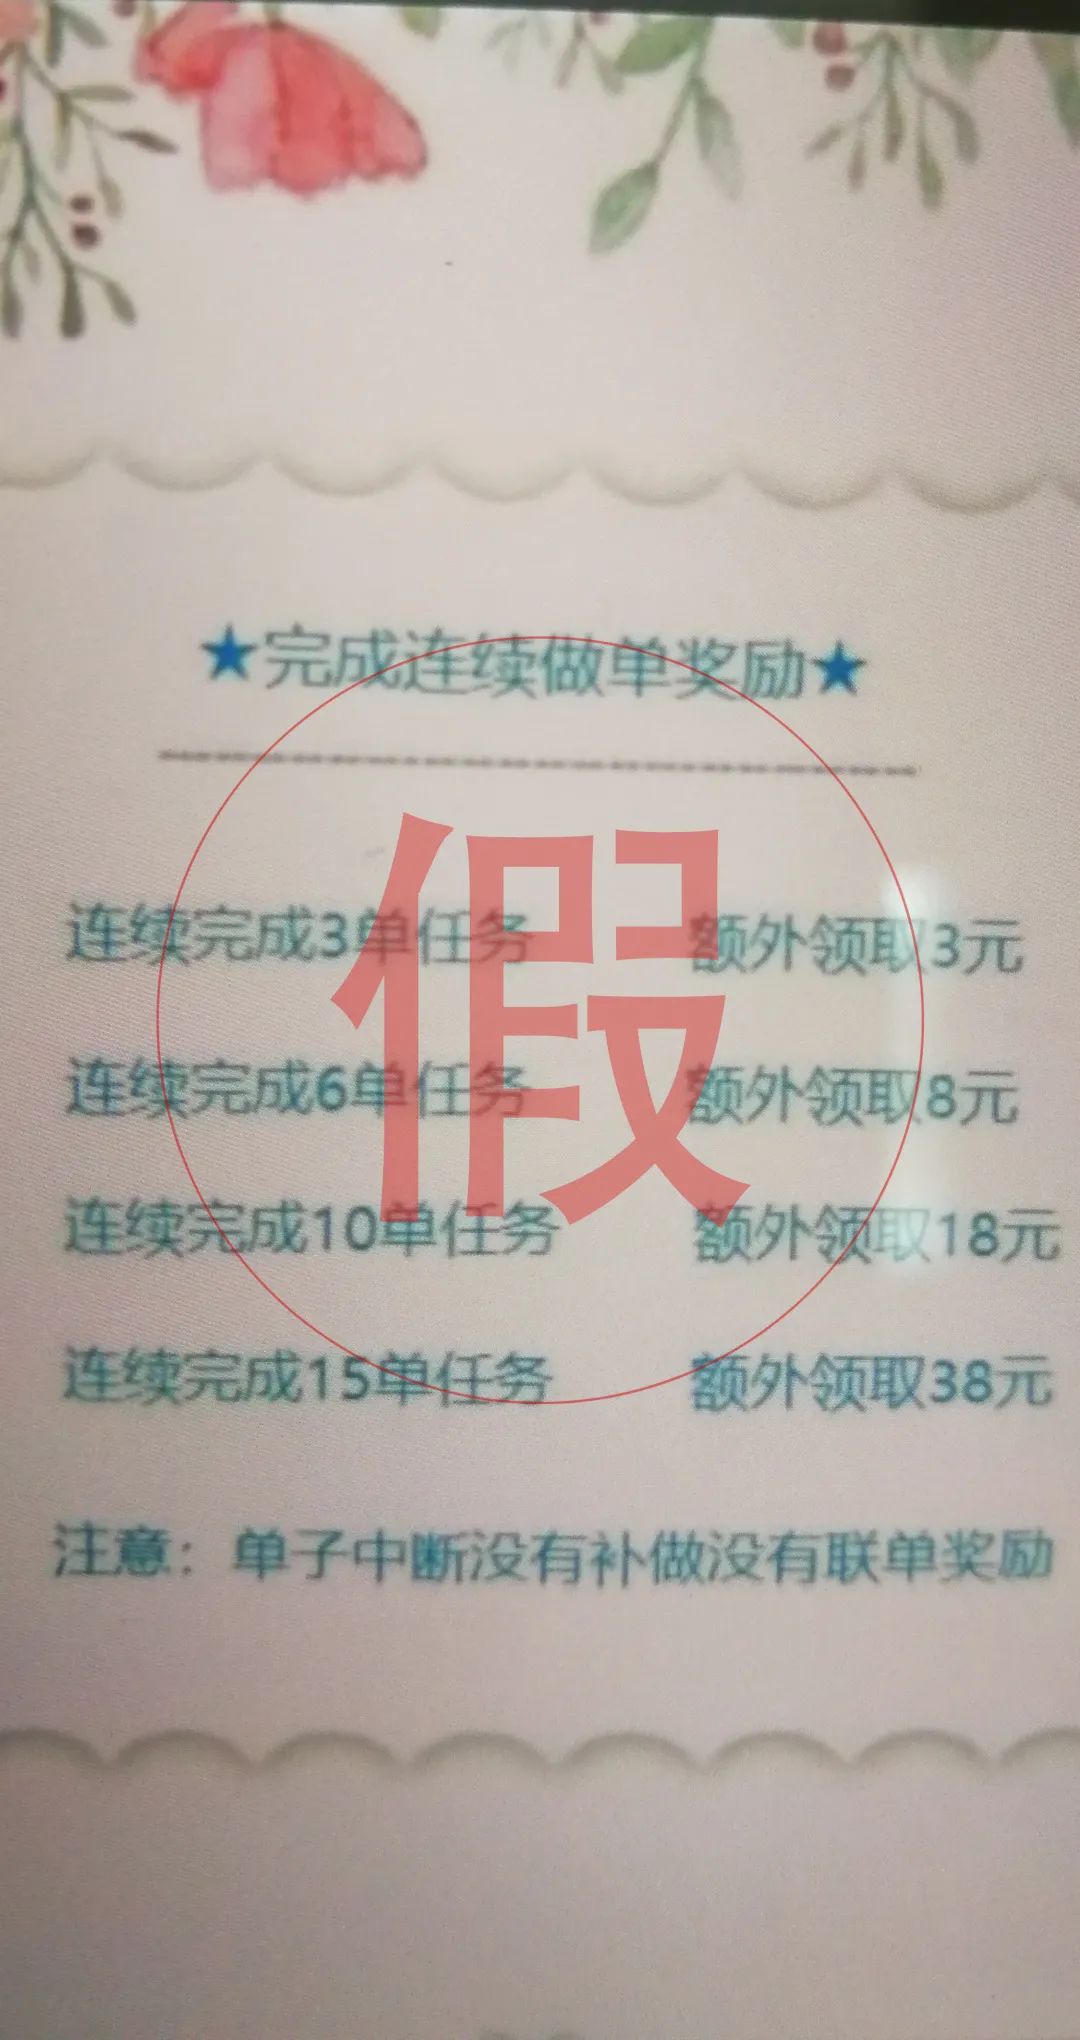 ★完成连续做单奖励★
连续完成3单任务 额外领取3元
连续完成6单任务 额外领取8元
连续完成10单任务 额外领取18元
连续完成15单任务 额外领取38元
注意：单子中断没有补做没有联单奖励
假